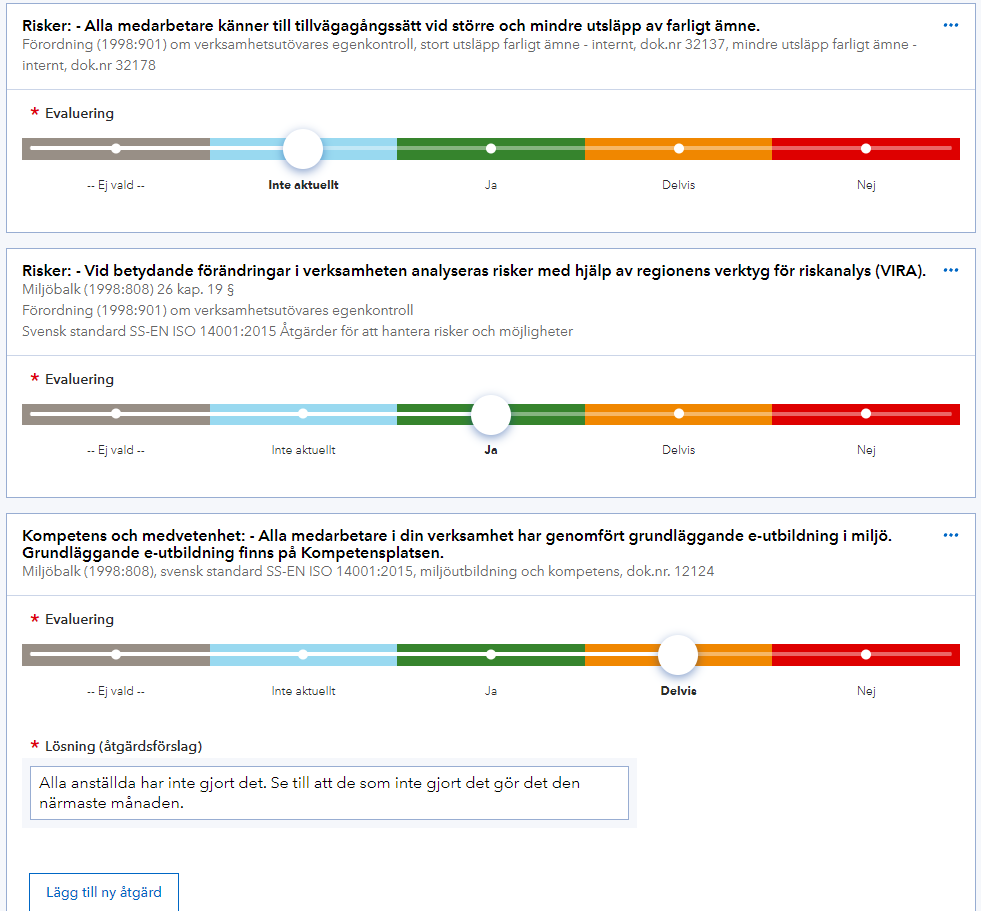 Risker: - Alla medarbetare känner till tillvägagångssätt vid större och mindre utsläpp av farligt ämne.
Förordning (1998:901) om verksamhetsutövares egenkontroll, stort utsläpp farligt ämne - internt, dok.nr 32137, mindre utsläpp farligt ämne -
internt, dok.nr 32178
* Evaluering
-- Ej vald -- Inte aktuellt Ja Delvis Nej
Risker: - Vid betydande förändringar i verksamheten analyseras risker med hjälp av regionens verktyg för riskanalys (VIRA).
Miljöbalk (1998:808) 26 kap. 19 §
Förordning (1998:901) om verksamhetsutövares egenkontroll
Svensk standard SS-EN ISO 14001:2015 Åtgärder för att hantera risker och möjligheter
* Evaluering
-- Ej vald -- Inte aktuellt Ja Delvis Nej
Kompetens och medvetenhet: - Alla medarbetare i din verksamhet har genomfört grundläggande e-utbildning i miljö.
Grundläggande e-utbildning finns på Kompetensplatsen.
Miljöbalk (1998:808), svensk standard SS-EN ISO 14001:2015, miljöutbildning och kompetens, dok.nr. 12124
* Evaluering
-- Ej vald -- Inte aktuellt Ja Delvis Nej
* Lösning (åtgärdsförslag)
Alla anställda har inte gjort det. Se till att de som inte gjort det gör det den
närmaste månaden.
Lägg till ny åtgärd